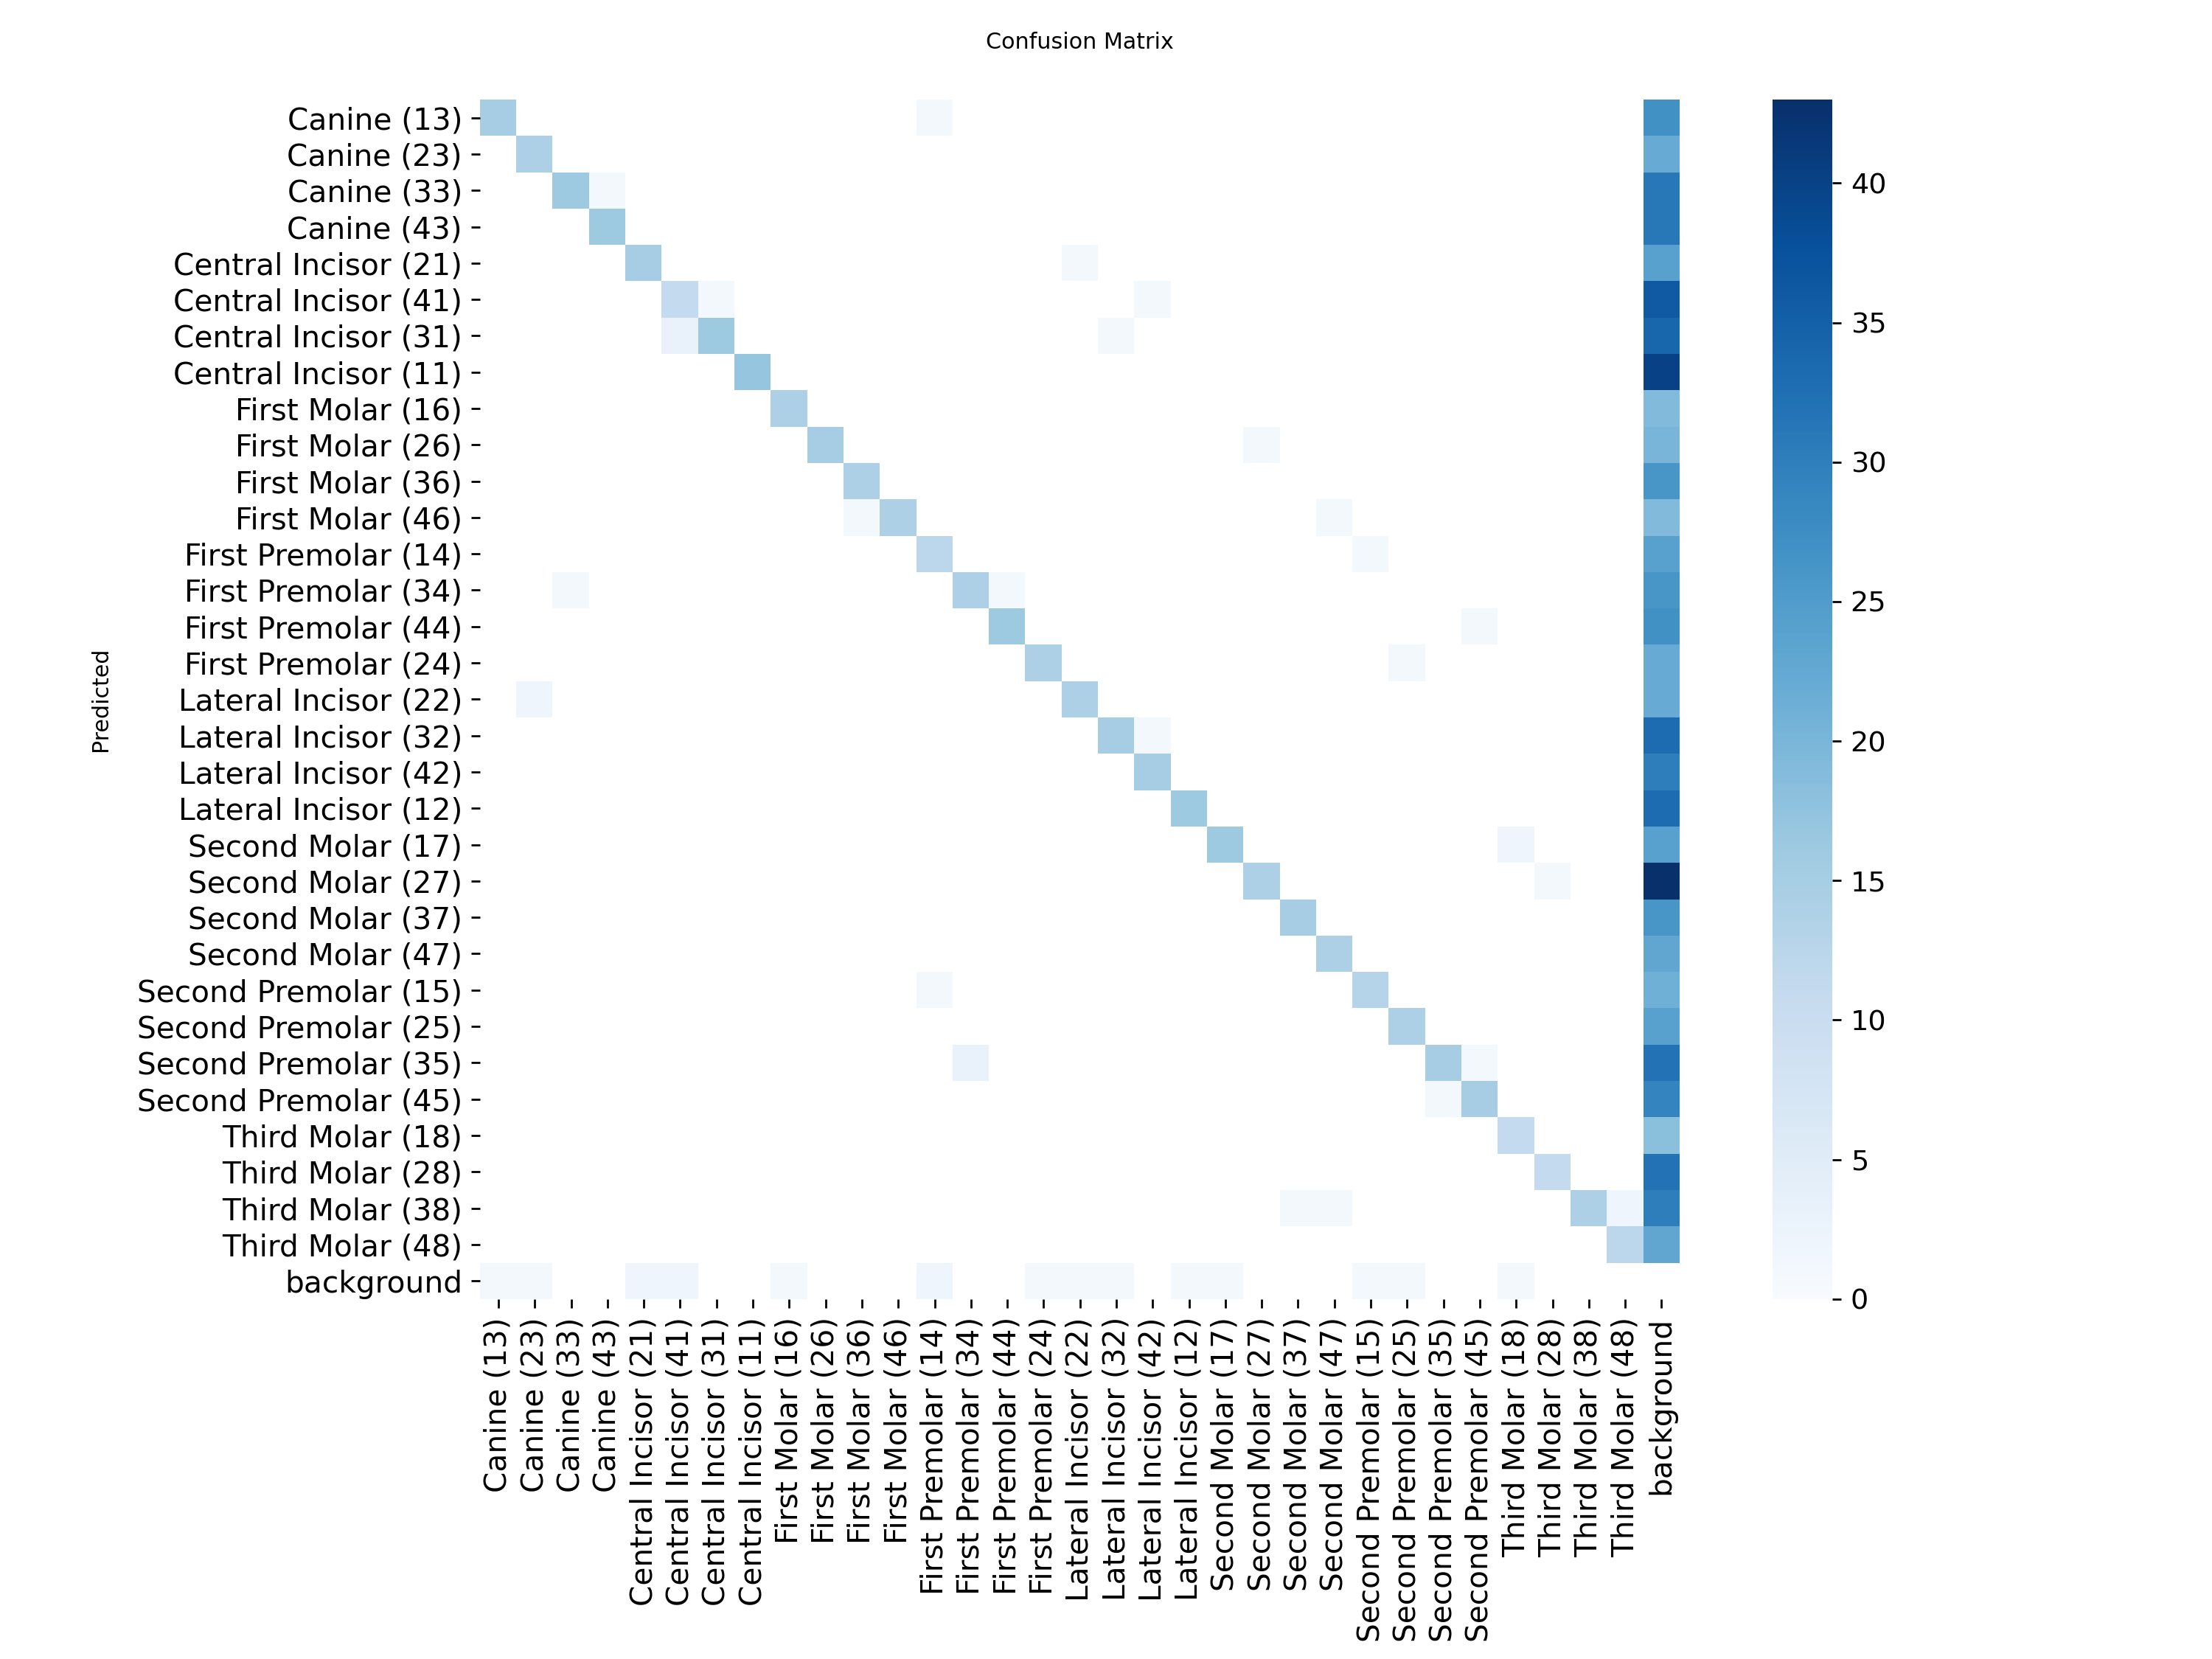 Confusion Matrix
Predicted
Canine (13)
Canine (23)
Canine (33)
Canine (43)
Central Incisor (21)
Central Incisor (41)
Central Incisor (31)
Central Incisor (11)
First Molar (16)
First Molar (26)
First Molar (36)
First Molar (46)
First Premolar (14)
First Premolar (34)
First Premolar (44)
First Premolar (24)
Lateral Incisor (22)
Lateral Incisor (32)
Lateral Incisor (42)
Lateral Incisor (12)
Second Molar (17)
Second Molar (27)
Second Molar (37)
Second Molar (47)
Second Premolar (15)
Second Premolar (25)
Second Premolar (35)
Second Premolar (45)
Third Molar (18)
Third Molar (28)
Third Molar (38)
Third Molar (48)
background
Canine (13)
Canine (23)
Canine (33)
Canine (43)
Central Incisor (21)
Central Incisor (41)
Central Incisor (31)
Central Incisor (11)
First Molar (16)
First Molar (26)
First Molar (36)
First Molar (46)
First Premolar (14)
First Premolar (34)
First Premolar (44)
First Premolar (24)
Lateral Incisor (22)
Lateral Incisor (32)
Lateral Incisor (42)
Lateral Incisor (12)
Second Molar (17)
Second Molar (27)
Second Molar (37)
Second Molar (47)
Second Premolar (15)
Second Premolar (25)
Second Premolar (35)
Second Premolar (45)
Third Molar (18)
Third Molar (28)
Third Molar (38)
Third Molar (48)
background
40
35
30
25
20
15
10
5
0